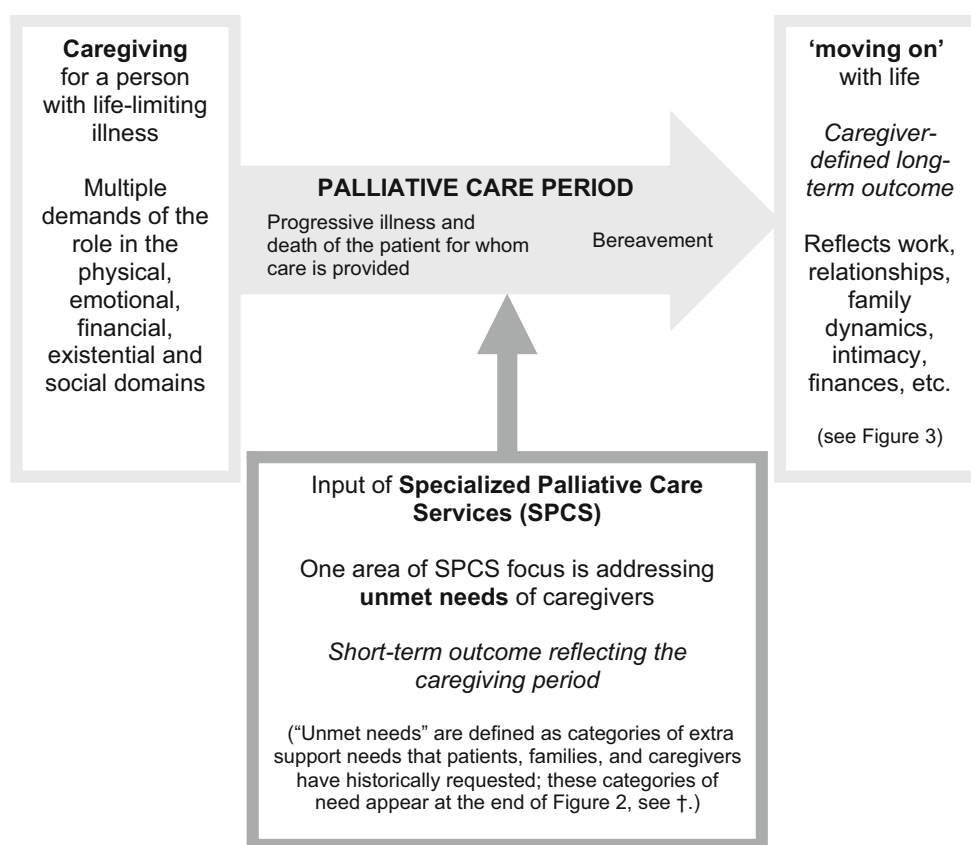 Caregiving
for a person
with life-limiting
illness
Multiple
demands of the
role in the
physical,
emotional,
financial,
existential and
social domains
PALLIATIVE CARE PERIOD
Progressive illness and
death of the patient for whom
care is provided
Bereavement
‘moving on’
with life
Caregiver-
defined long-
term outcome
Reflects work,
relationships,
family
dynamics,
intimacy,
finances, etc.
(see Figure 3)
Input of Specialized Palliative Care
Services (SPCS)
One area of SPCS focus is addressing
unmet needs of caregivers
Short-term outcome reflecting the
caregiving period
(“Unmet needs” are defined as categories of extra
support needs that patients, families, and caregivers
have historically requested; these categories of
need appear at the end of Figure 2, see †.)